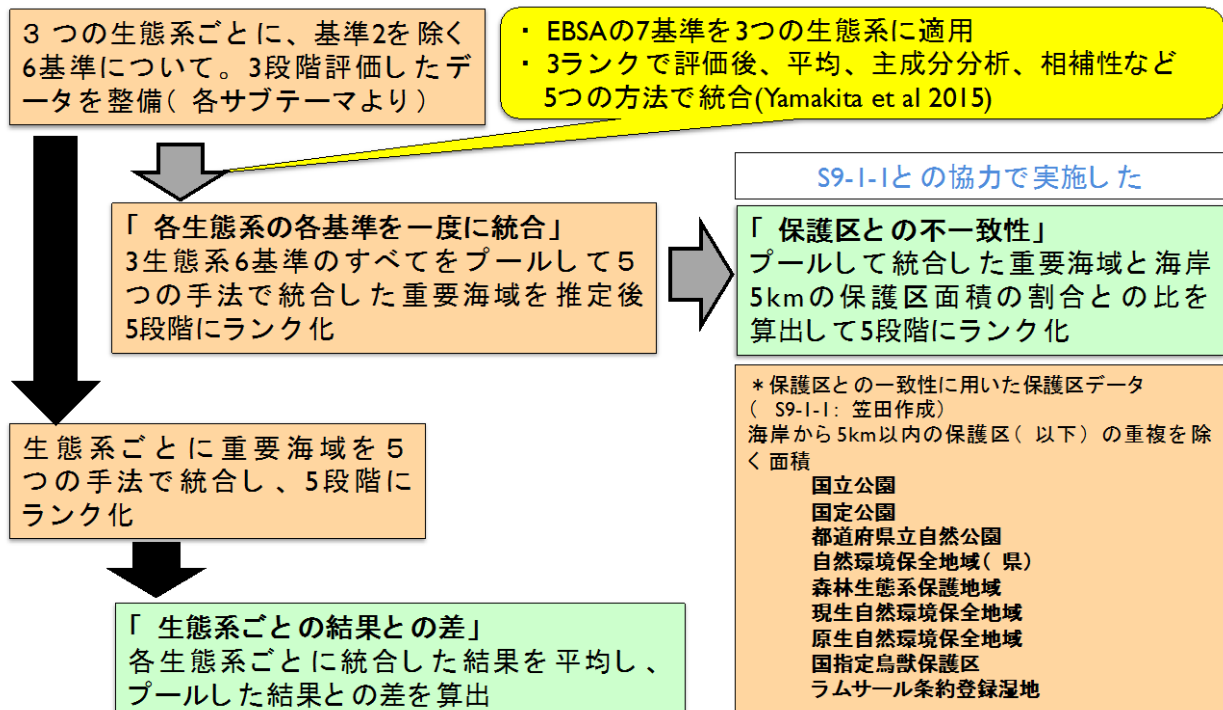 ３つの生態系ごとに、基準2を除く
6基準について。3段階評価したデ
ータを整備(各サブテーマより)
・ EBSAの7基準を3つの生態系に適用
・ 3ランクで評価後、平均、主成分分析、相補性など
5つの方法で統合(Yamakita et al 2015)
S9-1-1との協力で実施した
「各生態系の各基準を一度に統合」
3生態系6基準のすべてをプールして５
つの手法で統合した重要海域を推定後
5段階にランク化
「保護区との不一致性」
プールして統合した重要海域と海岸
5kmの保護区面積の割合との比を
算出して5段階にランク化
＊保護区との一致性に用いた保護区データ
(S9-1-1: 笠田作成)
海岸から5km以内の保護区(以下)の重複を除
く面積
国立公園
国定公園
都道府県立自然公園
自然環境保全地域(県)
森林生態系保護地域
現生自然環境保全地域
原生自然環境保全地域
国指定鳥獣保護区
ラムサール条約登録湿地
生態系ごとに重要海域を５
つの手法で統合し、5段階に
ランク化
「生態系ごとの結果との差」
各生態系ごとに統合した結果を平均し、
プールした結果との差を算出